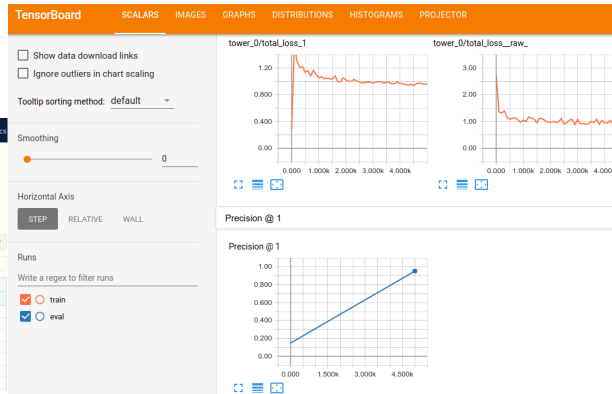 TensorBoard SCALARS IMAGES GRAPHS DISTRIBUTIONS HISTOGRAMS PROJECTOR
Show data download links
Ignore outliers in chart scaling
Tooltip sorting method: default
Smoothing
0
Horizontal Axis
STEP RELATIVE WALL
Runs
Write a regex to filter runs
train
eval
tower_0/total_loss_1
1.20
0.800
0.400
0.00
0.000 1.000k 2.000k 3.000k 4.000k
tower_0/total_loss__raw_
3.00
2.00
1.00
0.00
0.000 1.000k 2.000k 3.000k 4.000
Precision @ 1
Precision @ 1
1.00
0.800
0.600
0.400
0.200
0.00
0.000 1.500k 3.000k 4.500k